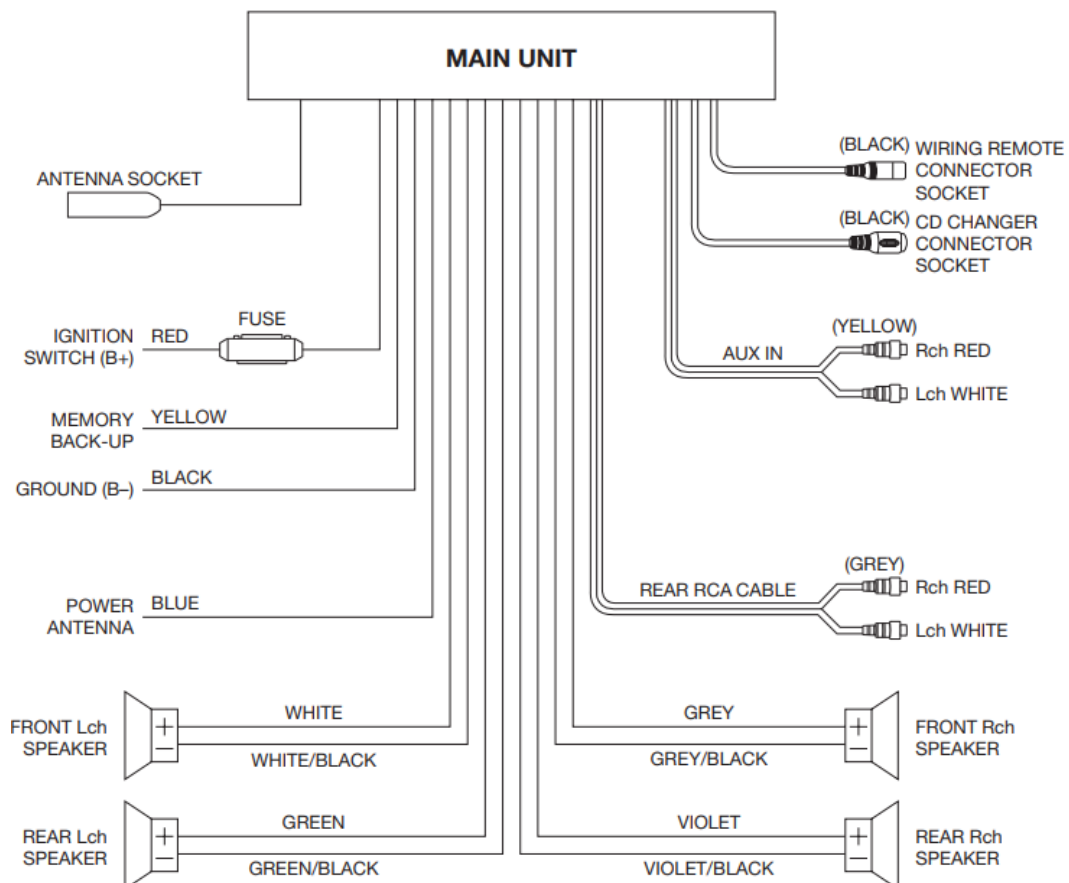 MAIN UNIT
ANTENNA SOCKET
(BLACK) WIRING REMOTE
CONNECTOR
SOCKET
(BLACK) CD CHANGER
CONNECTOR
SOCKET
IGNITION
SWITCH (B+)
RED
FUSE
(YELLOW)
AUX IN
Rch RED
Lch WHITE
MEMORY
BACK-UP
YELLOW
GROUND (B–)
BLACK
POWER
ANTENNA
BLUE
(GREY)
REAR RCA CABLE
Rch RED
Lch WHITE
FRONT Lch
SPEAKER
+
–
WHITE
WHITE/BLACK
GREY
GREY/BLACK
+
–
FRONT Rch
SPEAKER
REAR Lch
SPEAKER
+
–
GREEN
GREEN/BLACK
VIOLET
VIOLET/BLACK
+
–
REAR Rch
SPEAKER